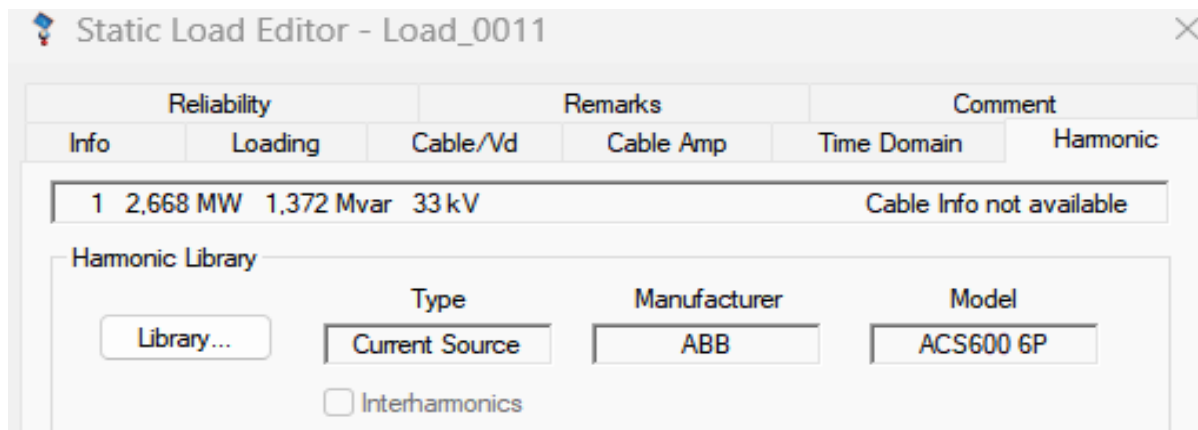 Static Load Editor - Load_0011
Reliability Remarks Comment
Info Loading Cable/Vd Cable Amp Time Domain Harmonic
1 2,668 MW 1,372 Mvar 33 kV Cable Info not available
Harmonic Library
Type Manufacturer Model
Library... Current Source ABB ACS600 6P
Interharmonics